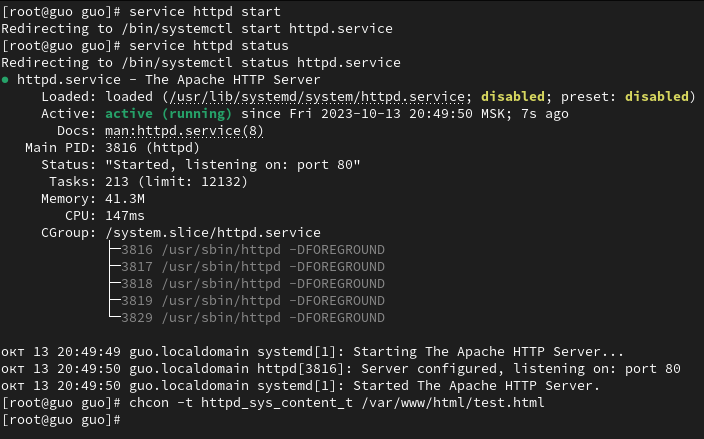 [root@guo guo]# service httpd start
Redirecting to /bin/systemctl start httpd.service
[root@guo guo]# service httpd status
Redirecting to /bin/systemctl status httpd.service
● httpd.service - The Apache HTTP Server
     Loaded: loaded (/usr/lib/systemd/system/httpd.service; disabled; preset: disabled)
     Active: active (running) since Fri 2023-10-13 20:49:50 MSK; 7s ago
       Docs: man:httpd.service(8)
   Main PID: 3816 (httpd)
     Status: "Started, listening on: port 80"
      Tasks: 213 (limit: 12132)
     Memory: 41.3M
        CPU: 147ms
     CGroup: /system.slice/httpd.service
             ├─3816 /usr/sbin/httpd -DFOREGROUND
             ├─3817 /usr/sbin/httpd -DFOREGROUND
             ├─3818 /usr/sbin/httpd -DFOREGROUND
             ├─3819 /usr/sbin/httpd -DFOREGROUND
             └─3829 /usr/sbin/httpd -DFOREGROUND

окт 13 20:49:49 guo.localdomain systemd[1]: Starting The Apache HTTP Server...
окт 13 20:49:50 guo.localdomain httpd[3816]: Server configured, listening on: port 80
окт 13 20:49:50 guo.localdomain systemd[1]: Started The Apache HTTP Server.
[root@guo guo]# chcon -t httpd_sys_content_t /var/www/html/test.html
[root@guo guo]#